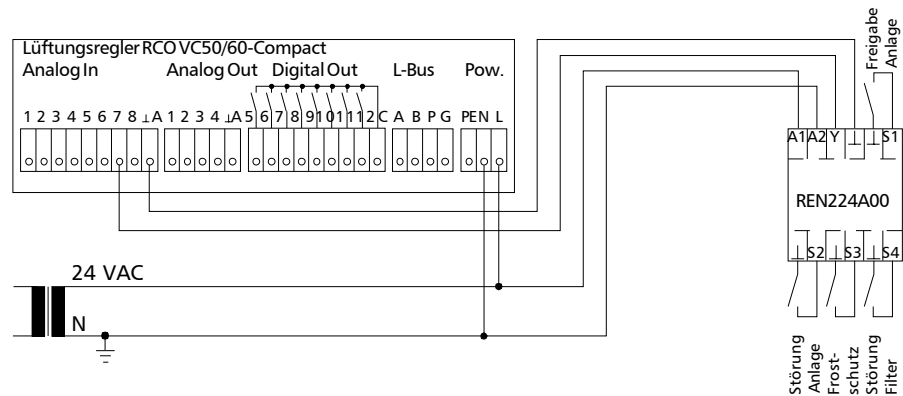 Lüftungsregler RCO VC50/60-Compact
Analog In Analog Out Digital Out L-Bus Pow.
1 2 3 4 5 6 7 8 ⊥A 1 2 3 4 ⊥A 5 6 7 8 9 10 11 12 C A B P G PE N L
Freigabe
Anlage
A1 A2 Y ⊥ ⊥ S1
REN224A00
⊥ S2 ⊥ S3 ⊥ S4
24 VAC
N
Störung
Anlage
Frost-
schutz
Störung
Filter